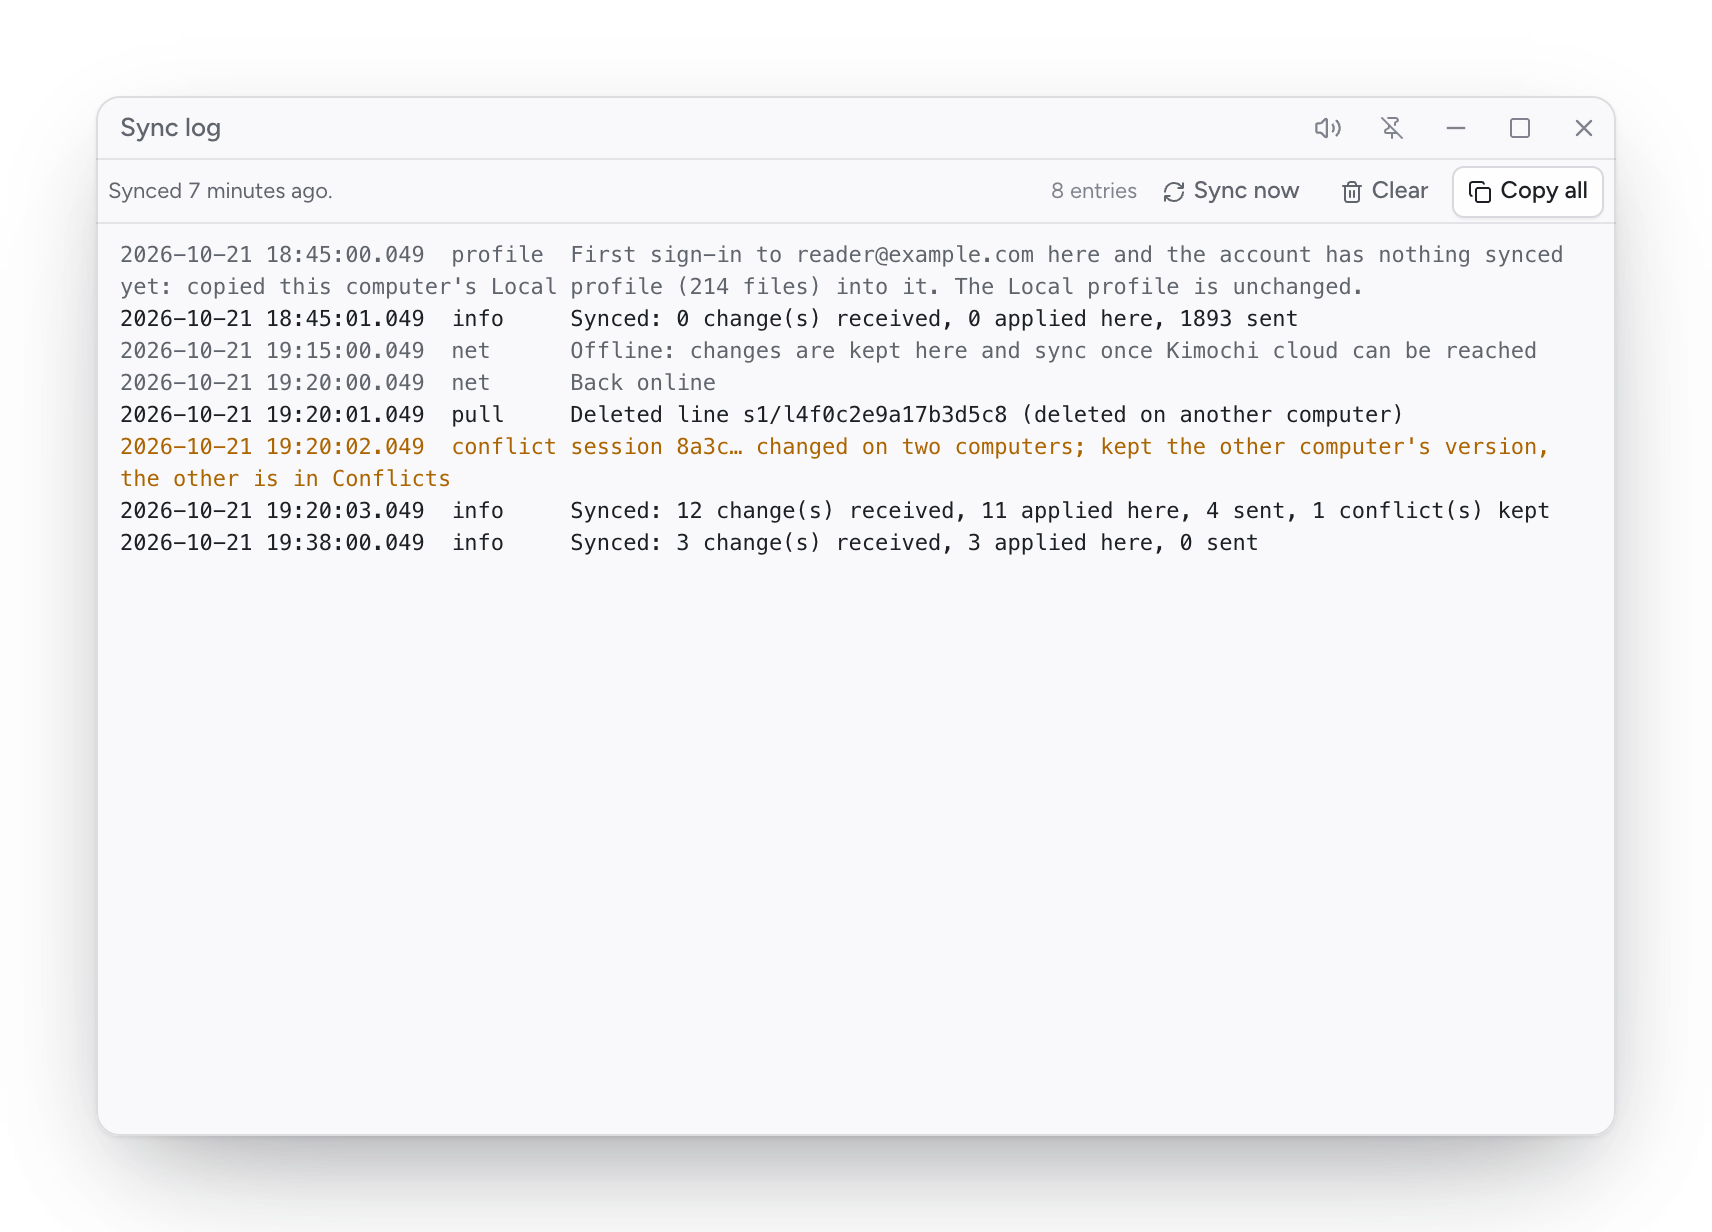 Sync log
Synced 7 minutes ago.
8 entries
Sync now
Clear
Copy all
2026-10-21 18:45:00.049  profile  First sign-in to reader@example.com here and the account has nothing synced
yet: copied this computer's Local profile (214 files) into it. The Local profile is unchanged.
2026-10-21 18:45:01.049  info     Synced: 0 change(s) received, 0 applied here, 1893 sent
2026-10-21 19:15:00.049  net      Offline: changes are kept here and sync once Kimochi cloud can be reached
2026-10-21 19:20:00.049  net      Back online
2026-10-21 19:20:01.049  pull     Deleted line s1/l4f0c2e9a17b3d5c8 (deleted on another computer)
2026-10-21 19:20:02.049  conflict session 8a3c… changed on two computers; kept the other computer's version,
the other is in Conflicts
2026-10-21 19:20:03.049  info     Synced: 12 change(s) received, 11 applied here, 4 sent, 1 conflict(s) kept
2026-10-21 19:38:00.049  info     Synced: 3 change(s) received, 3 applied here, 0 sent